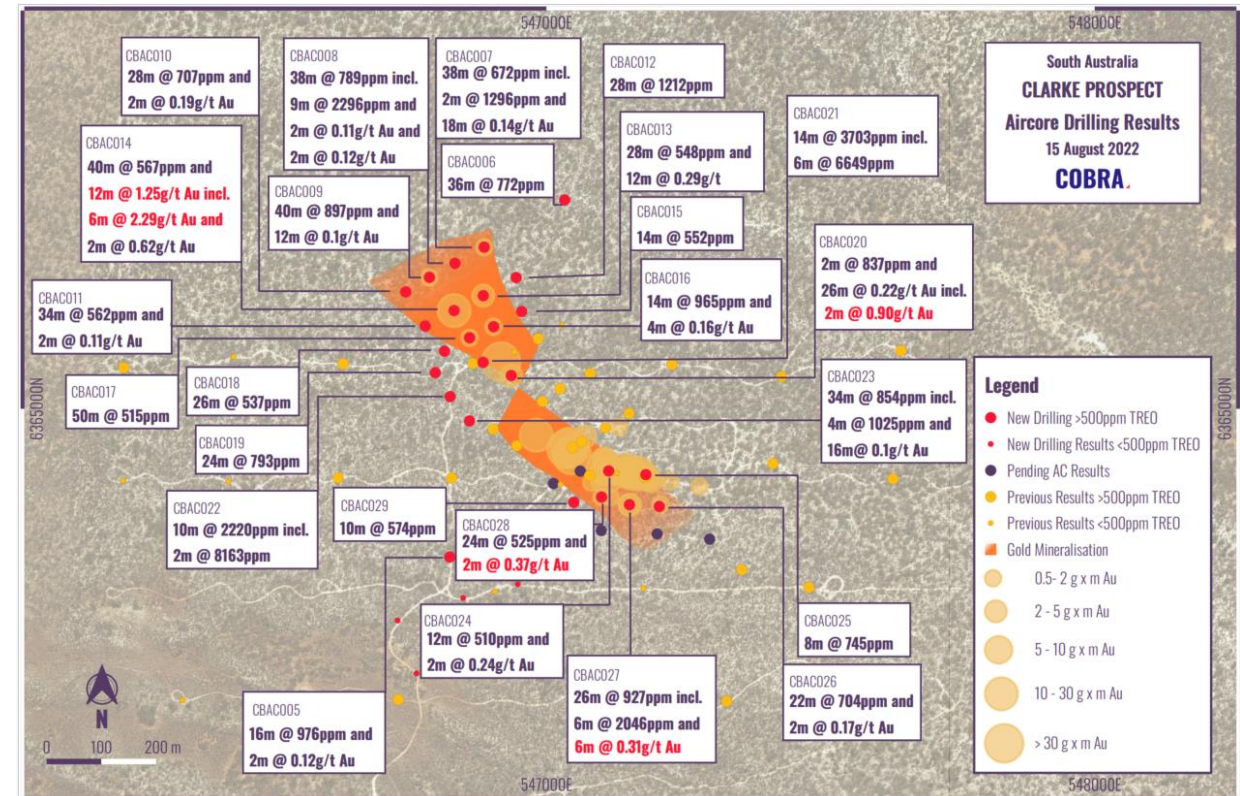 547000E
548000E
South Australia
CLARKE PROSPECT
Aircore Drilling Results
15 August 2022
COBRA
CBAC010
28m @ 707ppm and
2m @ 0.19g/t Au
CBAC008
38m @ 789ppm incl.
9m @ 2296ppm and
2m @ 0.11g/t Au and
2m @ 0.12g/t Au
CBAC007
38m @ 672ppm incl.
2m @ 1296ppm and
18m @ 0.14g/t Au
CBAC012
28m @ 1212ppm
CBAC021
14m @ 3703ppm incl.
6m @ 6649ppm
CBAC014
40m @ 567ppm and
12m @ 1.25g/t Au incl.
6m @ 2.29g/t Au and
2m @ 0.62g/t Au
CBAC009
40m @ 897ppm and
12m @ 0.1g/t Au
CBAC006
36m @ 772ppm
CBAC013
28m @ 548ppm and
12m @ 0.29g/t
CBAC015
14m @ 552ppm
CBAC016
14m @ 965ppm and
4m @ 0.16g/t Au
CBAC020
2m @ 837ppm and
26m @ 0.22g/t Au incl.
2m @ 0.90g/t Au
CBAC011
34m @ 562ppm and
2m @ 0.11g/t Au
CBAC017
50m @ 515ppm
CBAC018
26m @ 537ppm
CBAC019
24m @ 793ppm
CBAC023
34m @ 854ppm incl.
4m @ 1025ppm and
16m@ 0.1g/t Au
6365000N
6365000N
CBAC022
10m @ 2220ppm incl.
2m @ 8163ppm
CBAC029
10m @ 574ppm
CBAC028
24m @ 525ppm and
2m @ 0.37g/t Au
CBAC024
12m @ 510ppm and
2m @ 0.24g/t Au
CBAC025
8m @ 745ppm
CBAC005
16m @ 976ppm and
2m @ 0.12g/t Au
CBAC027
26m @ 927ppm incl.
6m @ 2046ppm and
6m @ 0.31g/t Au
CBAC026
22m @ 704ppm and
2m @ 0.17g/t Au
Legend
New Drilling >500ppm TREO
New Drilling Results <500ppm TREO
Pending AC Results
Previous Results >500ppm TREO
Previous Results <500ppm TREO
Gold Mineralisation
0.5- 2 g x m Au
2 - 5 g x m Au
5 - 10 g x m Au
10 - 30 g x m Au
> 30 g x m Au
N
0 100 200 m
547000E
548000E